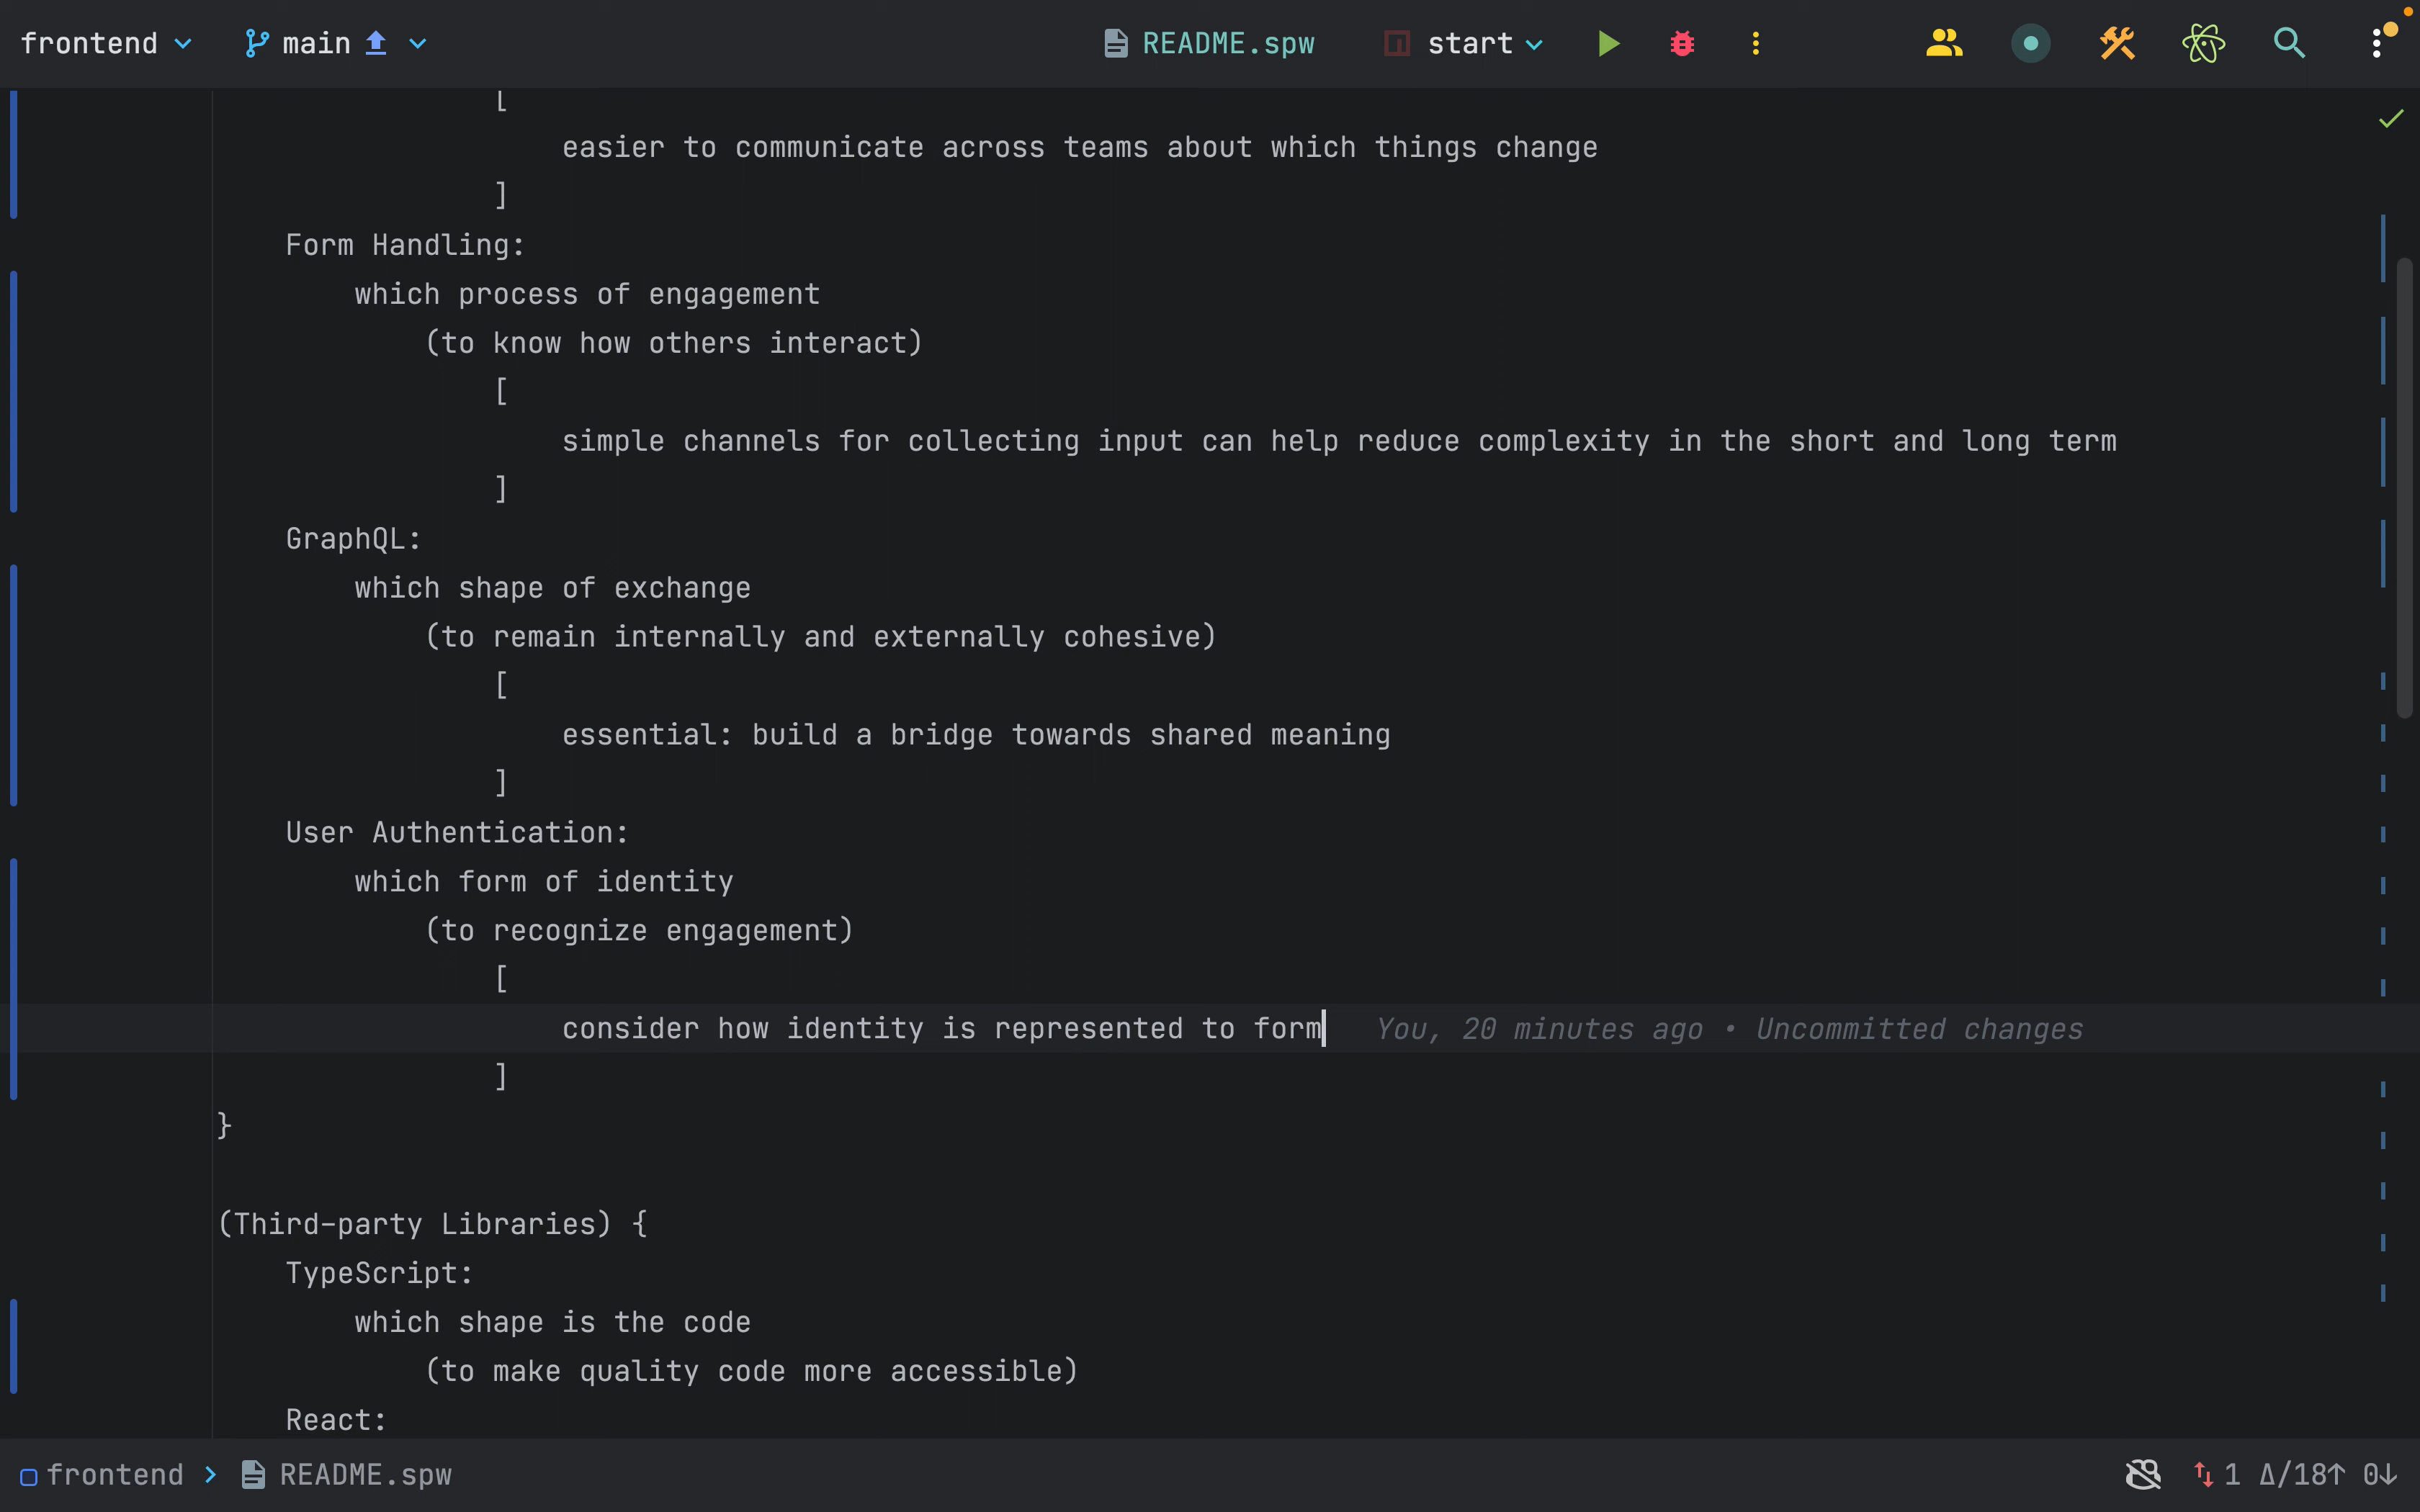 frontend main README.spw start
[
easier to communicate across teams about which things change
]
Form Handling:
which process of engagement
(to know how others interact)
[
simple channels for collecting input can help reduce complexity in the short and long term
]
GraphQL:
which shape of exchange
(to remain internally and externally cohesive)
[
essential: build a bridge towards shared meaning
]
User Authentication:
which form of identity
(to recognize engagement)
[
consider how identity is represented to form You, 20 minutes ago • Uncommitted changes
]
}
(Third-party Libraries) {
TypeScript:
which shape is the code
(to make quality code more accessible)
React:
frontend > README.spw 1 Δ/18↑ 0↓